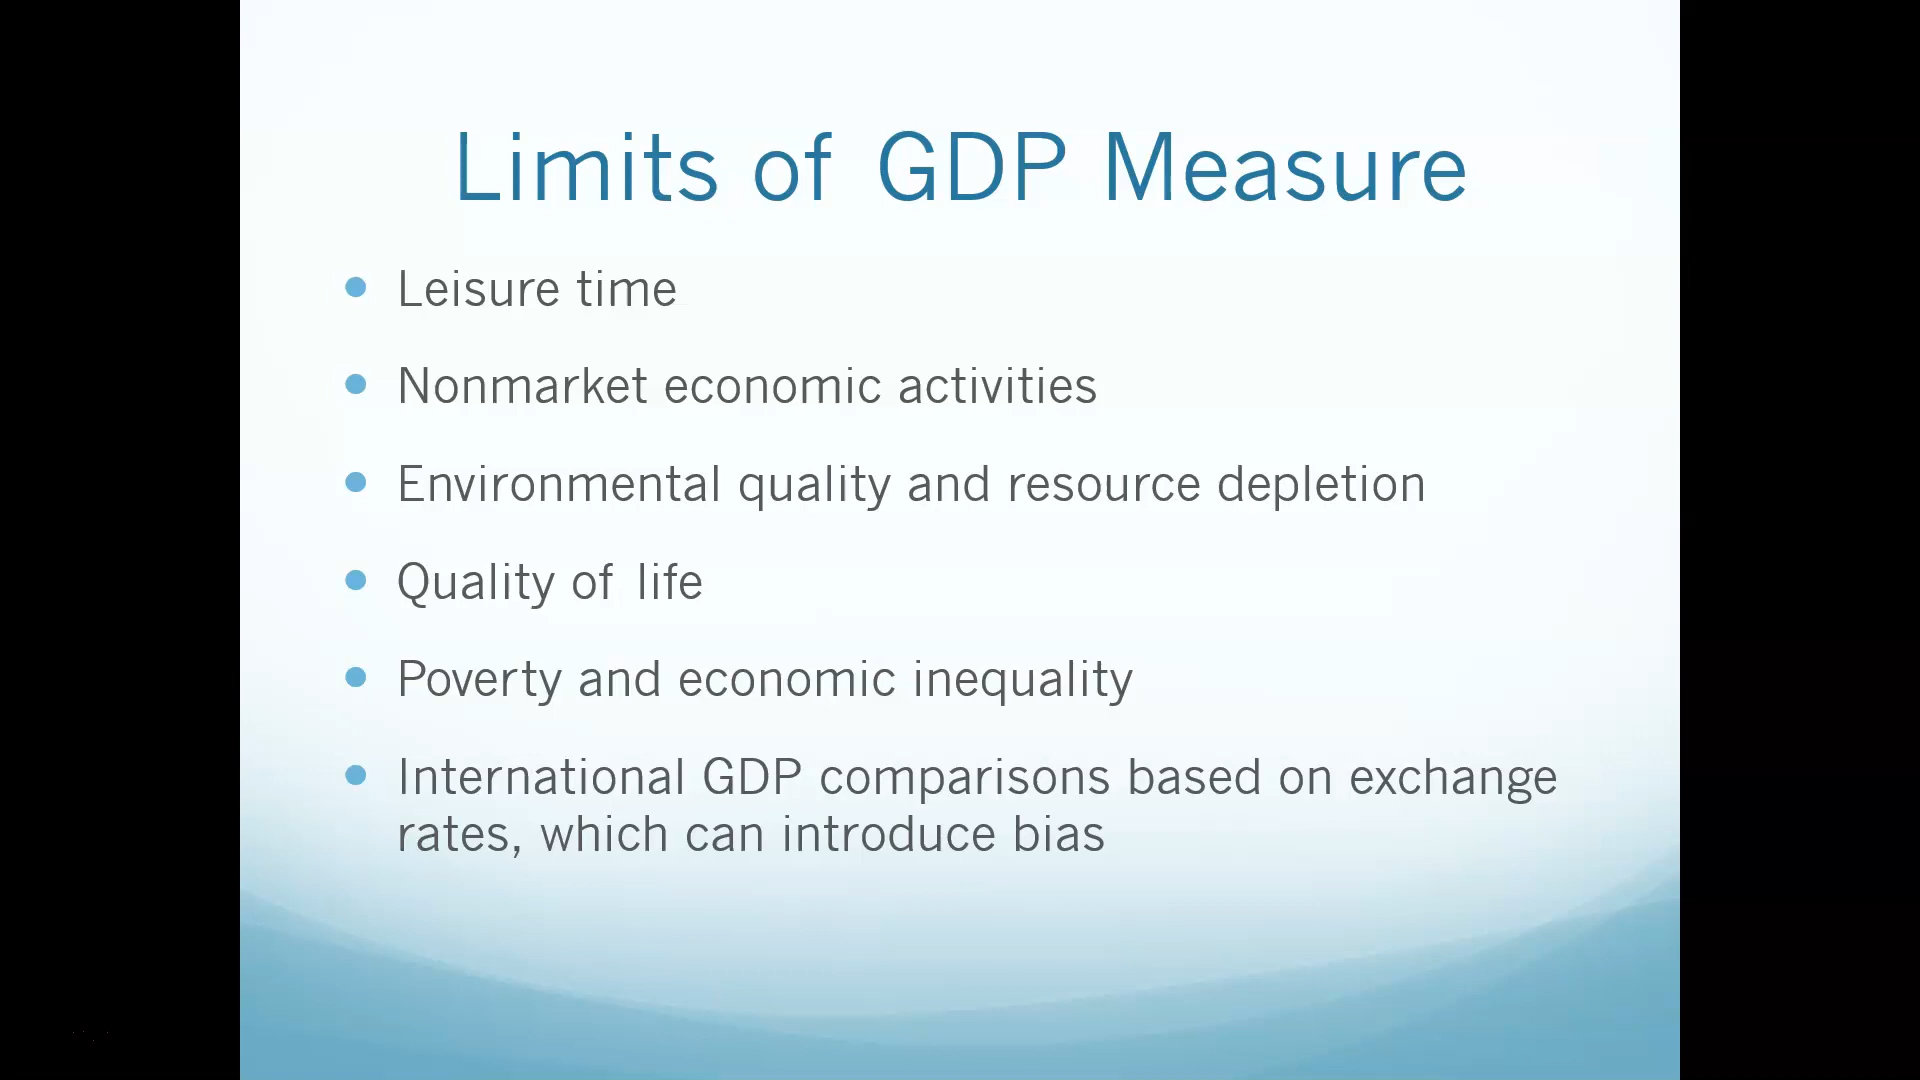 Limits of GDP Measure
• Leisure time
• Nonmarket economic activities
• Environmental quality and resource depletion
• Quality of life
• Poverty and economic inequality
• International GDP comparisons based on exchange
rates, which can introduce bias